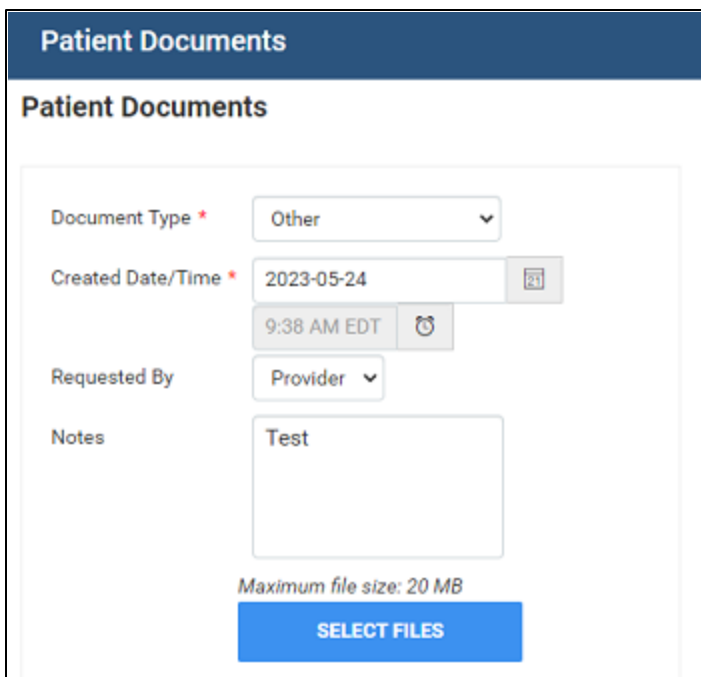 Patient Documents
Patient Documents
Document Type *
Other
Created Date/Time *
2023-05-24
21
9:38 AM EDT
Requested By
Provider
Notes
Test
Maximum file size: 20 MB
SELECT FILES